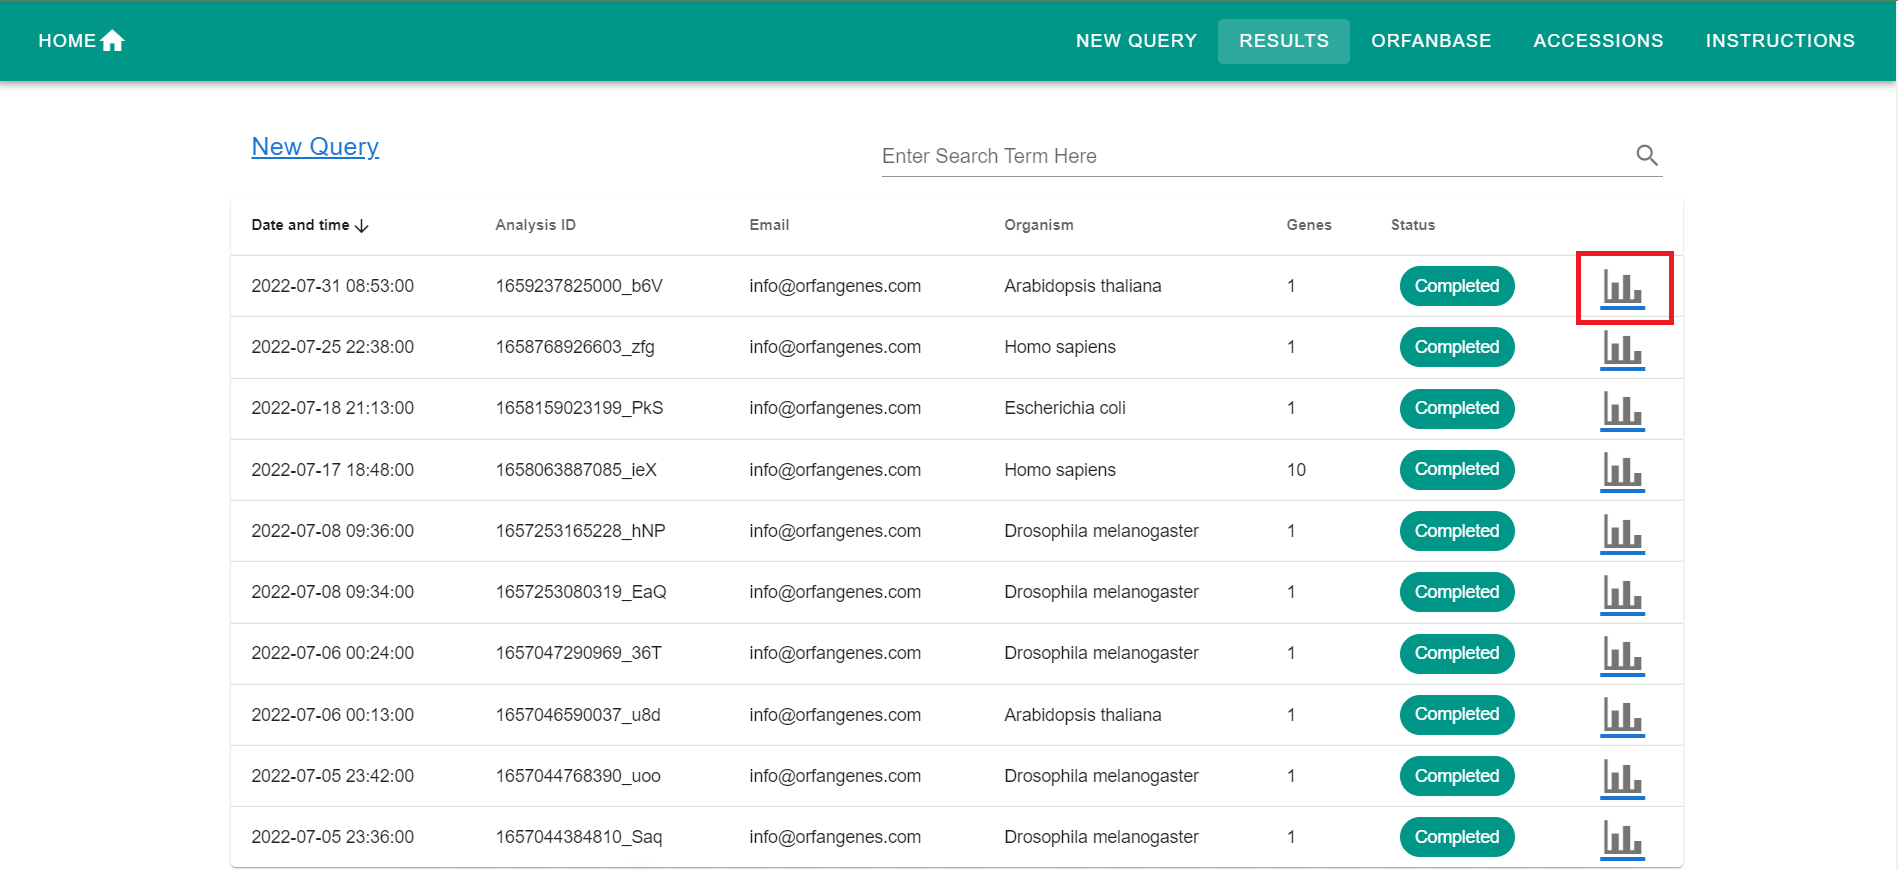 HOME NEW QUERY RESULTS ORFANBASE ACCESSIONS INSTRUCTIONS
New Query
Enter Search Term Here
Date and time Analysis ID Email Organism Genes Status
2022-07-31 08:53:00 1659237825000_b6V info@orfangenes.com Arabidopsis thaliana 1 Completed
2022-07-25 22:38:00 1658768926603_zfg info@orfangenes.com Homo sapiens 1 Completed
2022-07-18 21:13:00 1658159023199_PkS info@orfangenes.com Escherichia coli 1 Completed
2022-07-17 18:48:00 1658063887085_ieX info@orfangenes.com Homo sapiens 10 Completed
2022-07-08 09:36:00 1657253165228_hNP info@orfangenes.com Drosophila melanogaster 1 Completed
2022-07-08 09:34:00 1657253080319_EaQ info@orfangenes.com Drosophila melanogaster 1 Completed
2022-07-06 00:24:00 1657047290969_36T info@orfangenes.com Drosophila melanogaster 1 Completed
2022-07-06 00:13:00 1657046590037_u8d info@orfangenes.com Arabidopsis thaliana 1 Completed
2022-07-05 23:42:00 1657044768390_uoo info@orfangenes.com Drosophila melanogaster 1 Completed
2022-07-05 23:36:00 1657044384810_Saq info@orfangenes.com Drosophila melanogaster 1 Completed